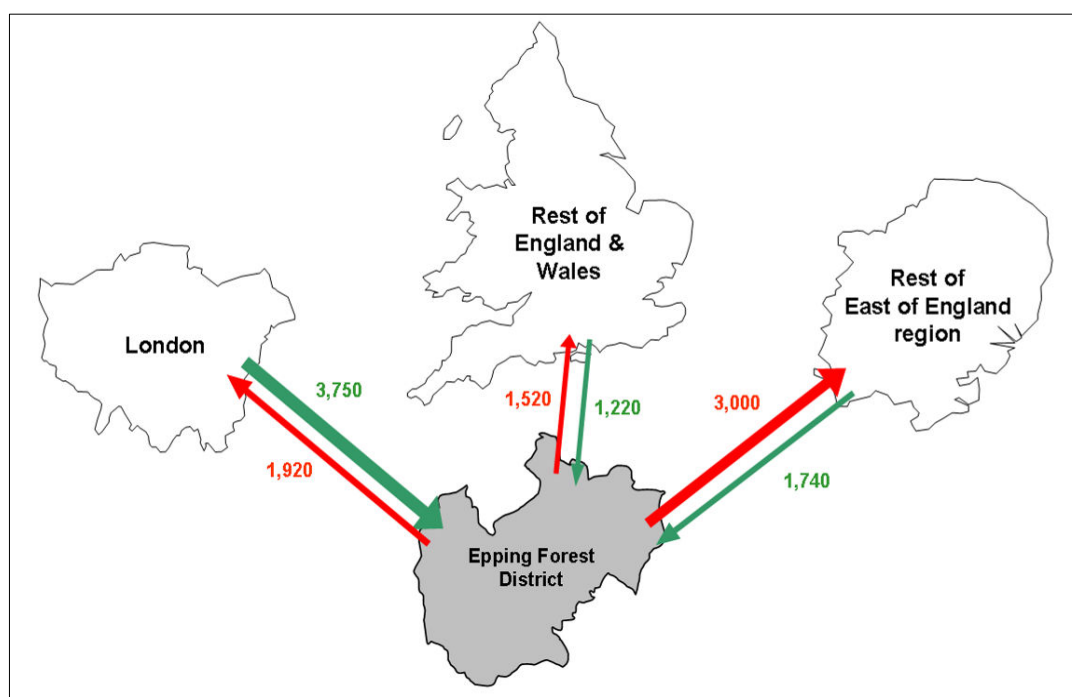 Rest of
England &
Wales
Rest of
East of England
region
London
3,750
1,920
1,520
1,220
3,000
1,740
Epping Forest
District